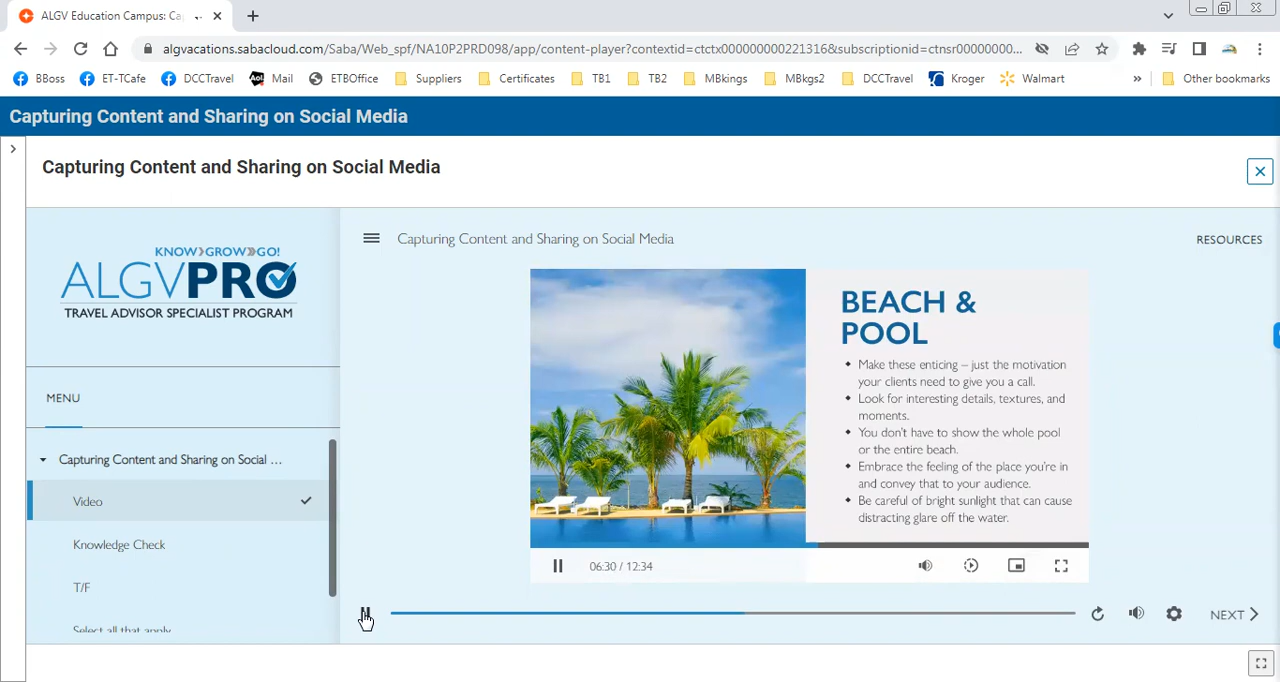 ALGV Education Campus: Ca
algvacations.sabacloud.com/Saba/Web_spf/NA10P2PRD098/app/content-player?contextid=ctctx000000000221316&subscriptionid=ctnsr00000000...
BBoss ET-TCafe DCCTravel Aol. Mail ETBOffice Suppliers Certificates TB1 TB2 MBkings MBkgs2 DCCTravel Kroger Walmart » Other bookmarks
Capturing Content and Sharing on Social Media
Capturing Content and Sharing on Social Media
KNOW GROW GO!
ALGVPRO
TRAVEL ADVISOR SPECIALIST PROGRAM
MENU
Capturing Content and Sharing on Social ...
Video
Knowledge Check
T/F
Select all that apply
Capturing Content and Sharing on Social Media
RESOURCES
BEACH &
POOL
Make these enticing – just the motivation
your clients need to give you a call.
Look for interesting details, textures, and
moments.
You don't have to show the whole pool
or the entire beach.
Embrace the feeling of the place you're in
and convey that to your audience.
Be careful of bright sunlight that can cause
distracting glare off the water.
06:30 / 12:34
NEXT